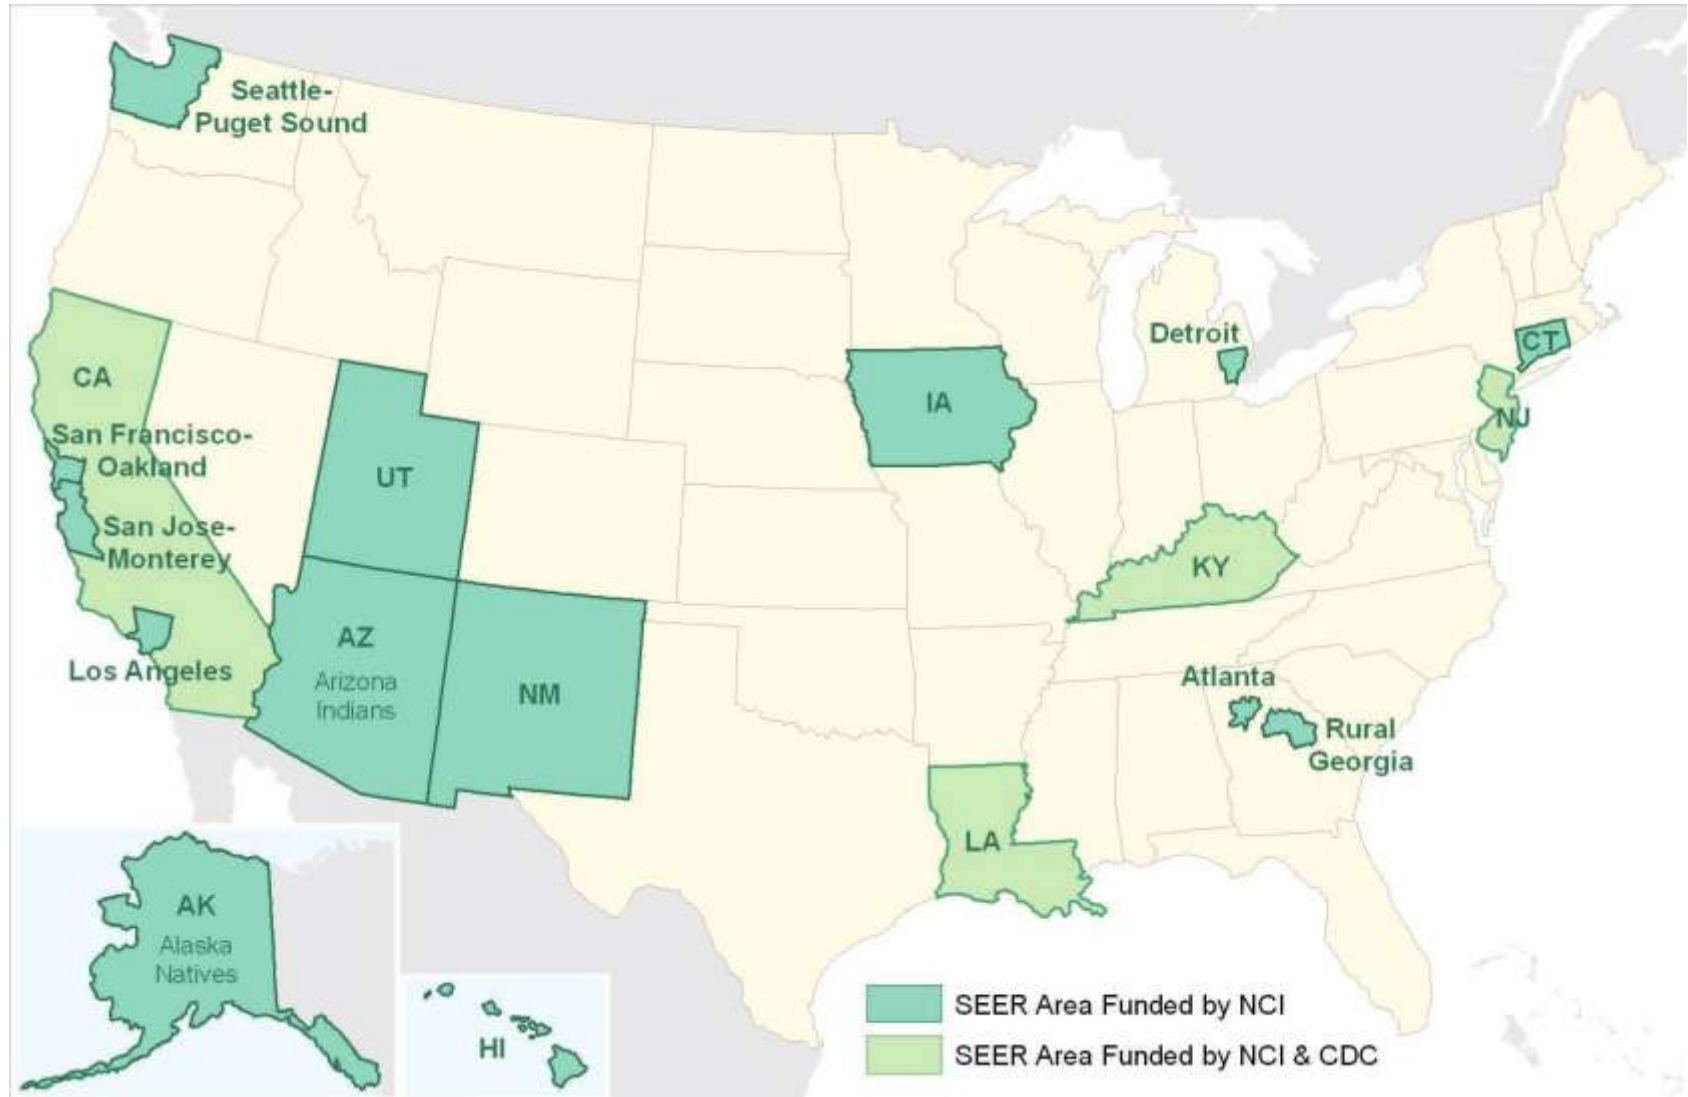 Seattle-
Puget Sound
CA
San Francisco-
Oakland
San Jose-
Monterey
Los Angeles
UT
AZ
Arizona
Indians
NM
IA
Detroit
CT
NJ
KY
Atlanta
Rural
Georgia
LA
AK
Alaska
Natives
HI
SEER Area Funded by NCI
SEER Area Funded by NCI & CDC